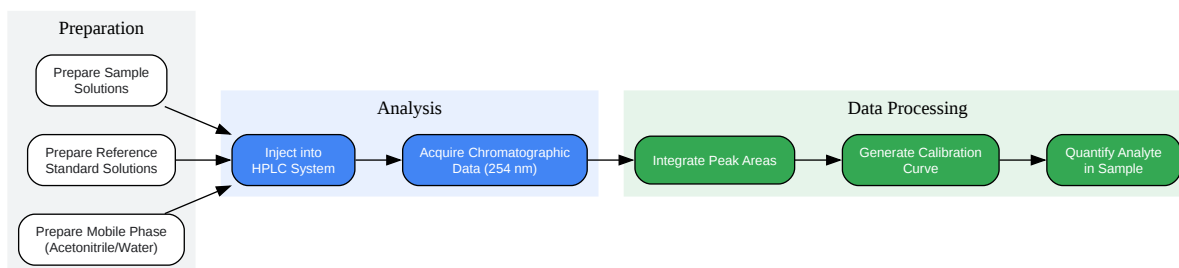 Preparation
Prepare Sample
Solutions
Prepare Reference
Standard Solutions
Prepare Mobile Phase
(Acetonitrile/Water)
Analysis
Inject into
HPLC System
Acquire Chromatographic
Data (254 nm)
Data Processing
Integrate Peak Areas
Generate Calibration
Curve
Quantify Analyte
in Sample